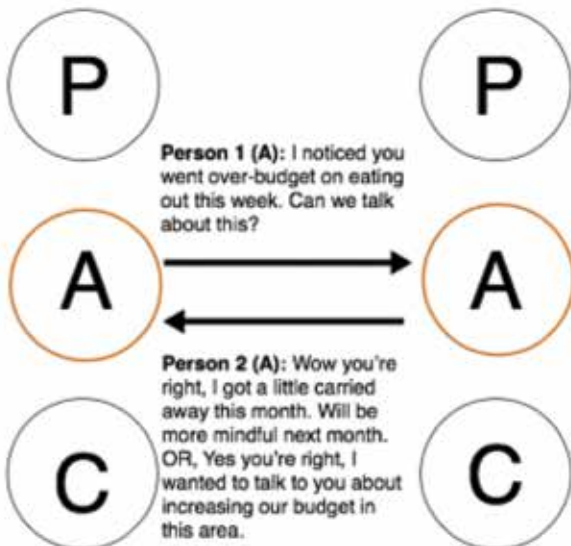 P
P
Person 1 (A): I noticed you
went over-budget on eating
out this week. Can we talk
about this?
A
A
Person 2 (A): Wow you're
right, I got a little carried
away this month. Will be
more mindful next month.
OR, Yes you're right, I
wanted to talk to you about
increasing our budget in
this area.
C
C